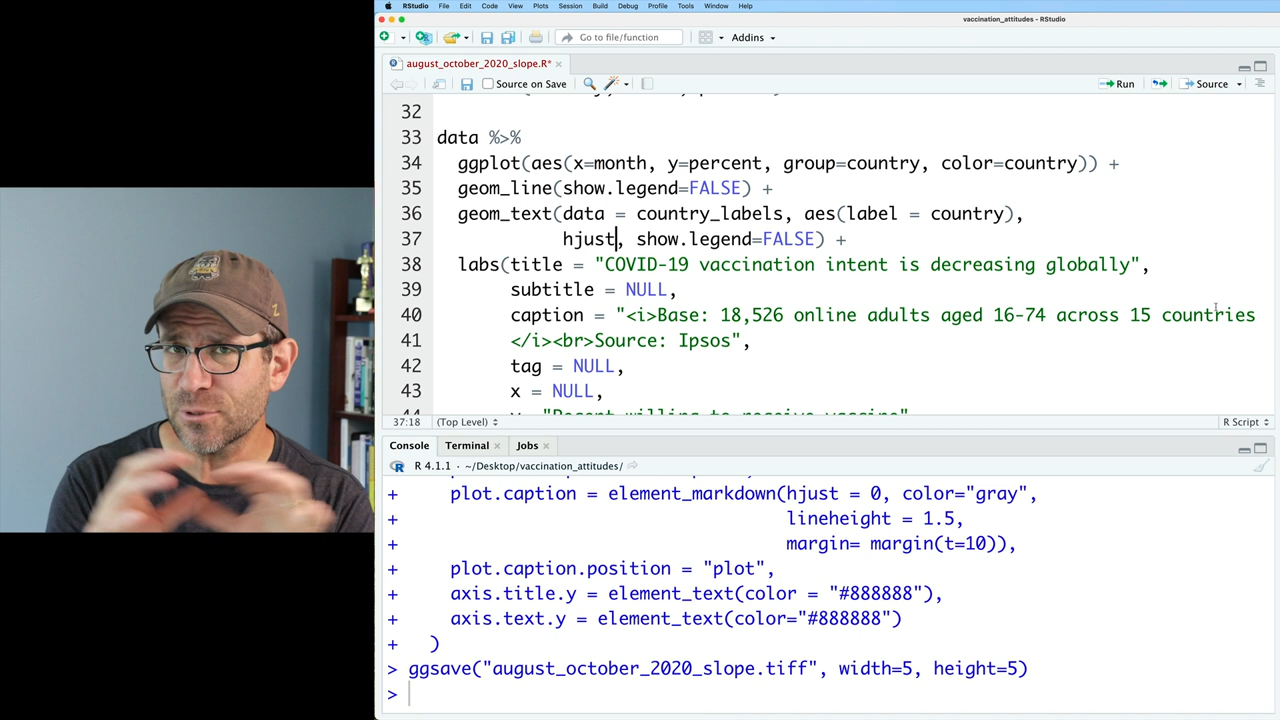 RStudio File Edit Code View Plots Session Build Debug Profile Tools Window Help
vaccination_attitudes - RStudio
Go to file/function Addins
august_october_2020_slope.R*
Source on Save Run Source
32
33 data %>%
34 ggplot(aes(x=month, y=percent, group=country, color=country)) +
35 geom_line(show.legend=FALSE) +
36 geom_text(data = country_labels, aes(label = country),
37 hjust, show.legend=FALSE) +
38 labs(title = "COVID-19 vaccination intent is decreasing globally",
39 subtitle = NULL,
40 caption = "<i>Base: 18,526 online adults aged 16-74 across 15 countries
41 </i><br>Source: Ipsos",
42 tag = NULL,
43 x = NULL,
37:18 (Top Level) R Script
Console Terminal Jobs
R 4.1.1 · ~/Desktop/vaccination_attitudes/
+ plot.caption = element_markdown(hjust = 0, color="gray",
+ lineheight = 1.5,
+ margin= margin(t=10)),
+ plot.caption.position = "plot",
+ axis.title.y = element_text(color = "#888888"),
+ axis.text.y = element_text(color="#888888")
+ )
> ggsave("august_october_2020_slope.tiff", width=5, height=5)
>